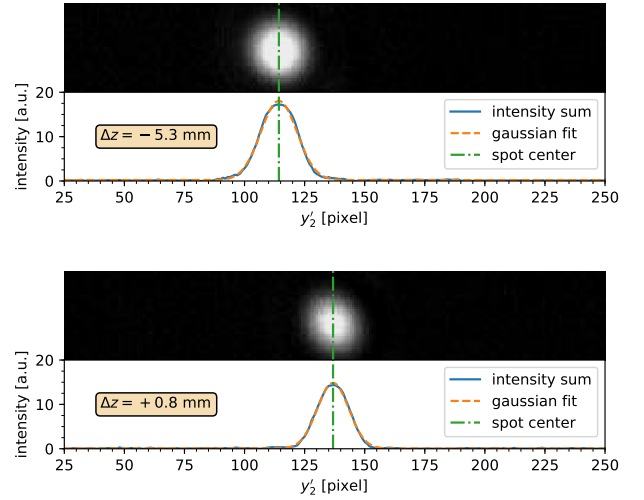 20
10
0
intensity [a.u.]
Δz = − 5.3 mm
intensity sum
gaussian fit
spot center
25 50 75 100 125 150 175 200 225 250
y′₂ [pixel]
20
10
0
intensity [a.u.]
Δz = + 0.8 mm
intensity sum
gaussian fit
spot center
25 50 75 100 125 150 175 200 225 250
y′₂ [pixel]